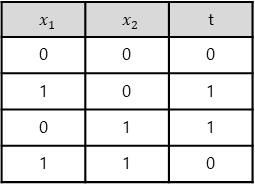 x₁ x₂ t
0 0 0
1 0 1
0 1 1
1 1 0